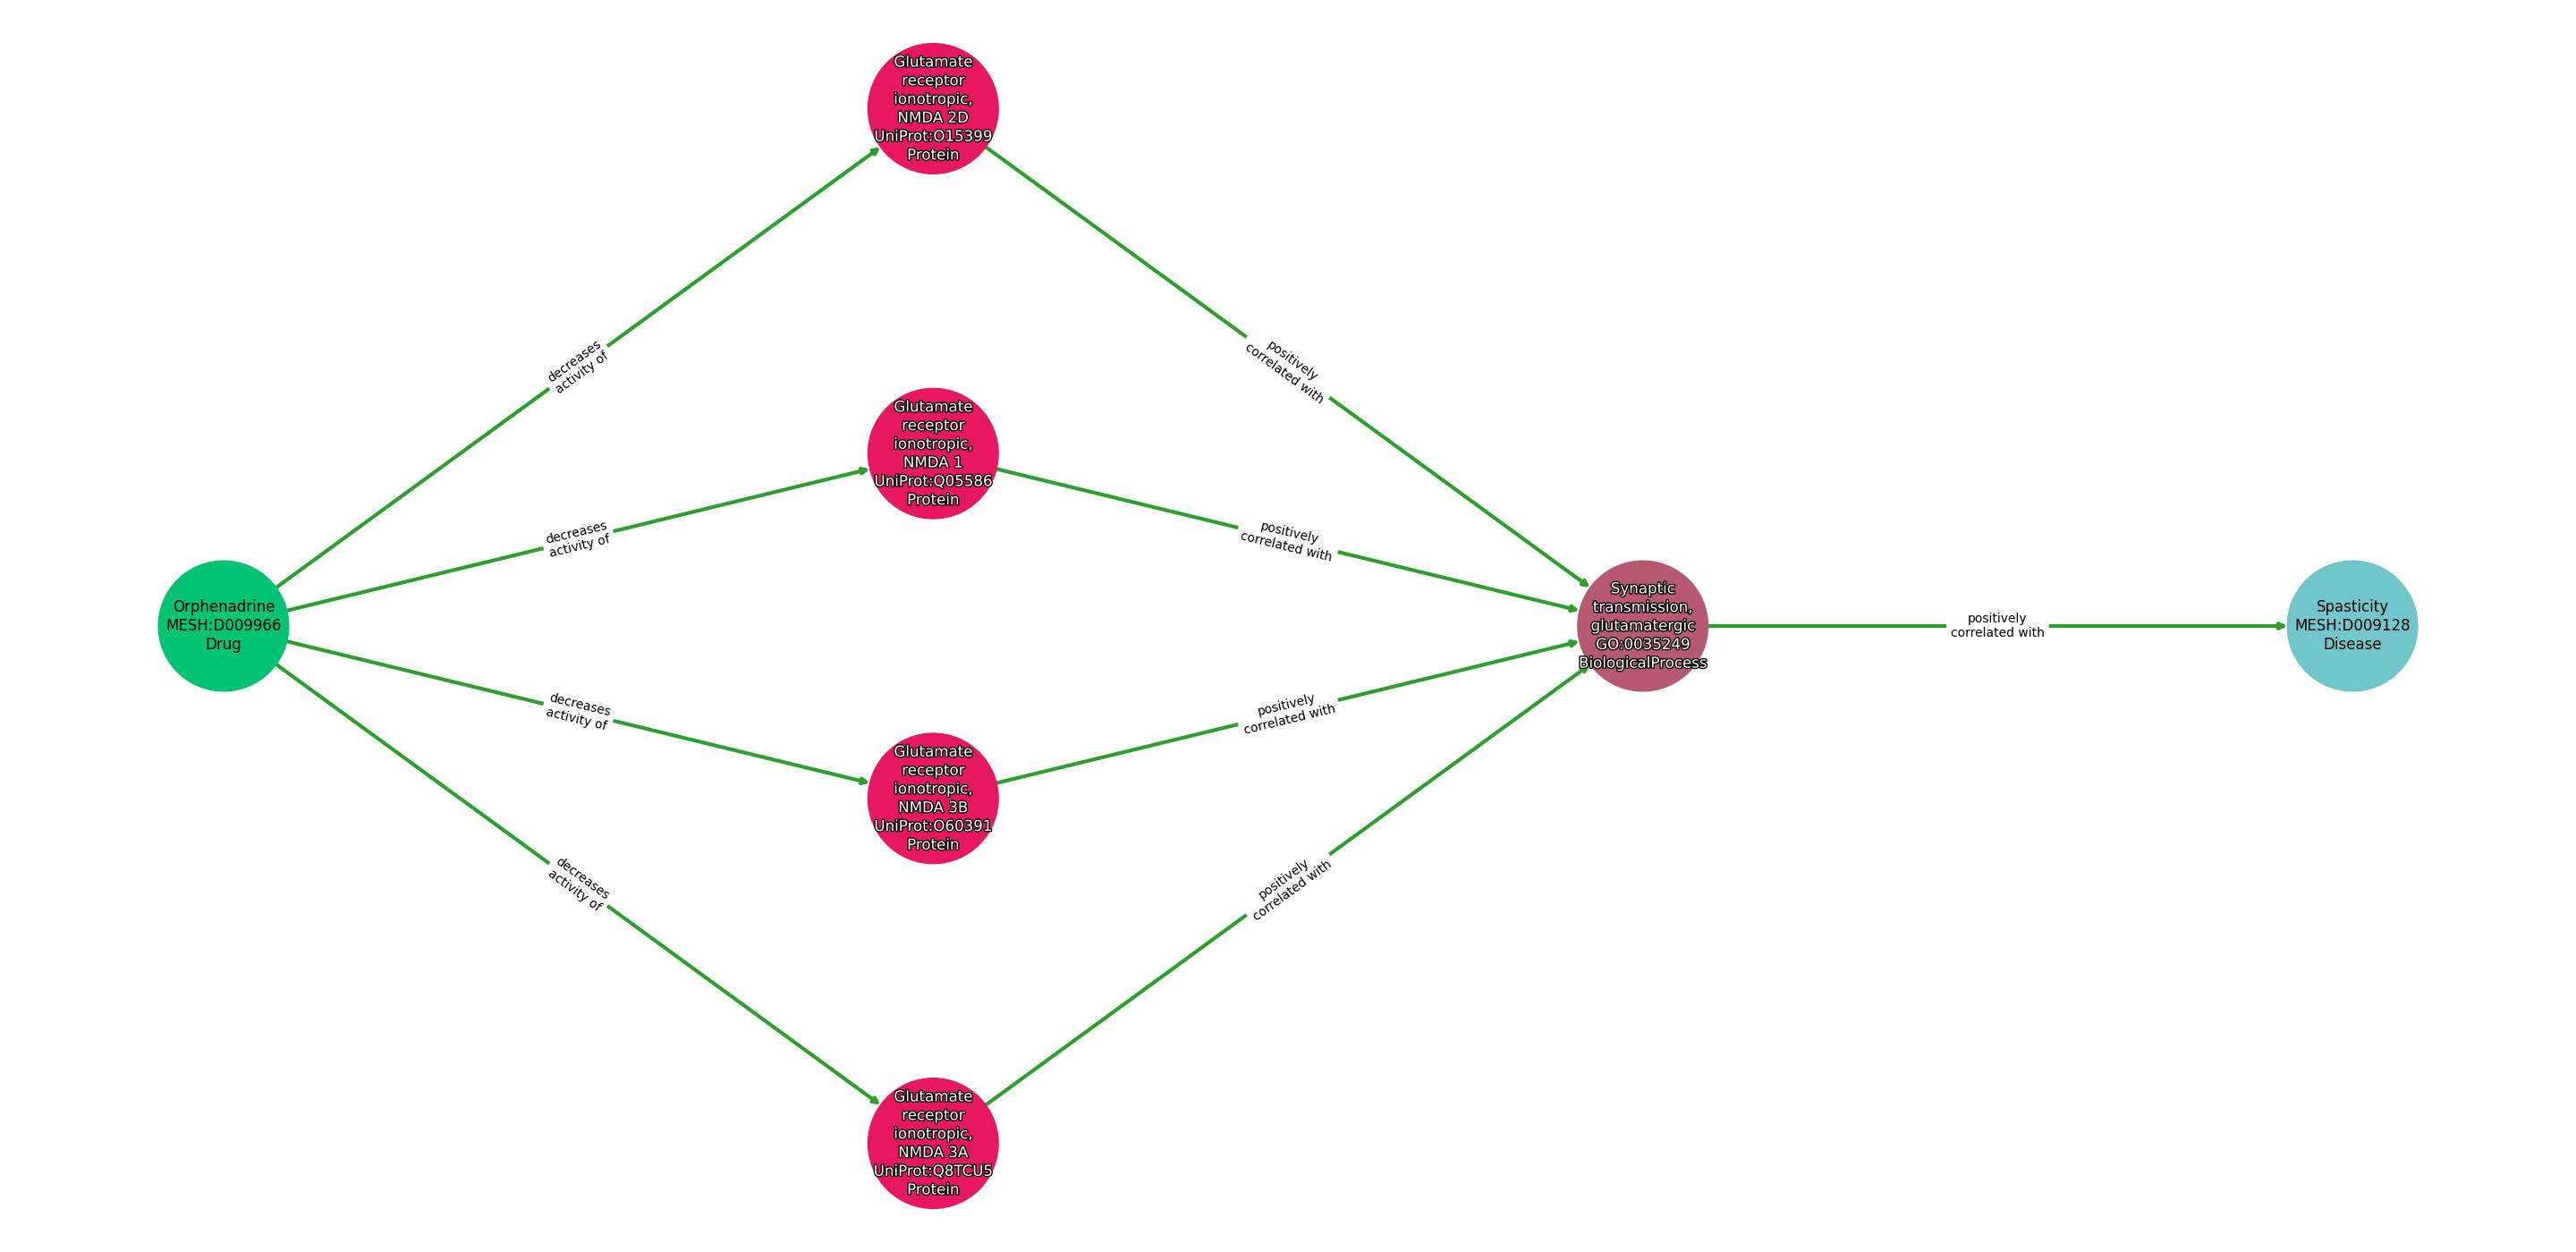 Glutamate
receptor
ionotropic,
NMDA 2D
UniProt:O15399
Protein
decreases
activity of
positively
correlated with
Glutamate
receptor
ionotropic,
NMDA 1
UniProt:Q05586
Protein
decreases
activity of
positively
correlated with
Orphenadrine
MESH:D009966
Drug
Synaptic
transmission,
glutamatergic
GO:0035249
BiologicalProcess
positively
correlated with
Spasticity
MESH:D009128
Disease
decreases
activity of
positively
correlated with
Glutamate
receptor
ionotropic,
NMDA 3B
UniProt:O60391
Protein
decreases
activity of
positively
correlated with
Glutamate
receptor
ionotropic,
NMDA 3A
UniProt:Q8TCU5
Protein